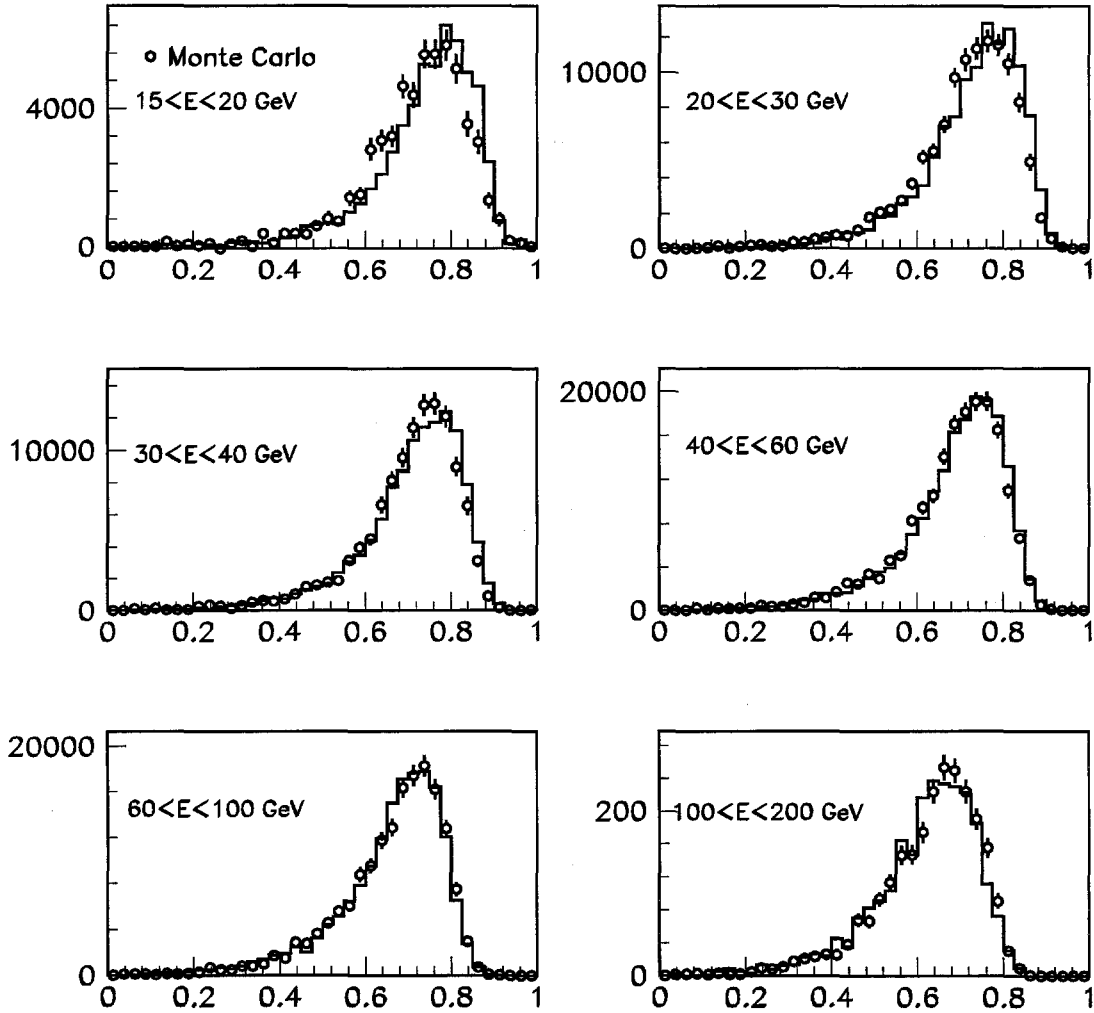 Monte Carlo
15<E<20 GeV
4000
0
0 0.2 0.4 0.6 0.8 1
20<E<30 GeV
10000
0
0 0.2 0.4 0.6 0.8 1
30<E<40 GeV
10000
0
0 0.2 0.4 0.6 0.8 1
20000
40<E<60 GeV
0
0 0.2 0.4 0.6 0.8 1
20000
60<E<100 GeV
0
0 0.2 0.4 0.6 0.8 1
200
100<E<200 GeV
0
0 0.2 0.4 0.6 0.8 1